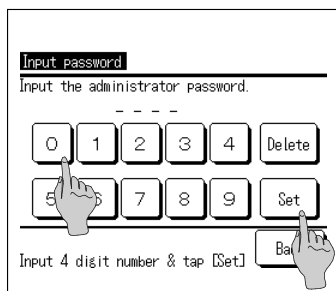 Input password
Input the administrator password.
_ _ _ _
0 1 2 3 4 Delete
5 7 8 9 Set
Input 4 digit number & tap [Set]